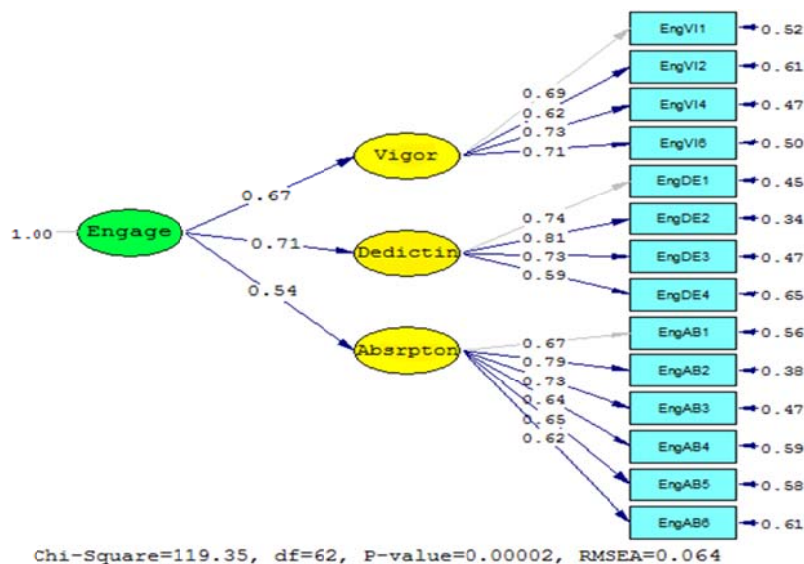 EngVI1 0.52
EngVI2 0.61
0.69
0.62
EngVI4 0.47
0.73
Vigor 0.71 EngVI6 0.50
EngDE1 0.45
0.67
0.74
EngDE2 0.34
0.81
1.00 Engage 0.71 Dedictin 0.73 EngDE3 0.47
0.59
EngDE4 0.65
0.54
EngAB1 0.56
0.67
Absrpton 0.79 EngAB2 0.38
0.73
0.64 EngAB3 0.47
0.65
0.62 EngAB4 0.59
EngAB5 0.58
EngAB6 0.61
Chi-Square=119.35, df=62, P-value=0.00002, RMSEA=0.064